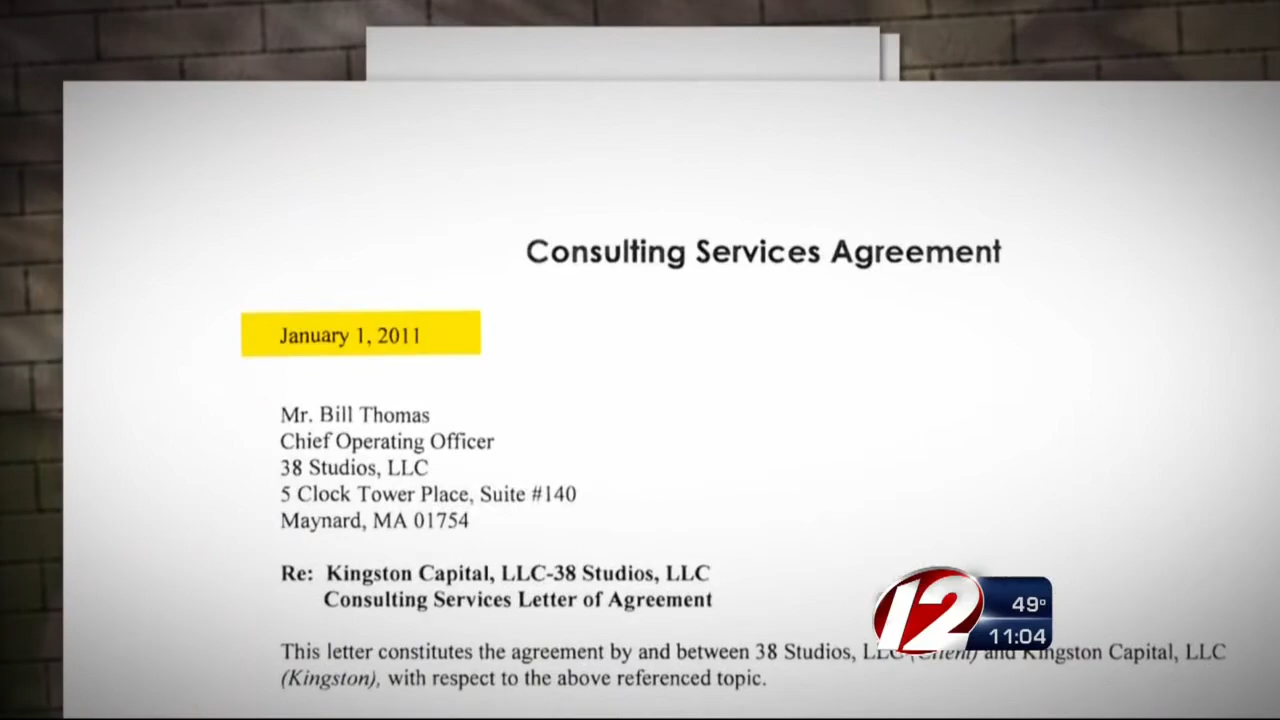 Consulting Services Agreement
January 1, 2011
Mr. Bill Thomas
Chief Operating Officer
38 Studios, LLC
5 Clock Tower Place, Suite #140
Maynard, MA 01754
Re: Kingston Capital, LLC-38 Studios, LLC
Consulting Services Letter of Agreement
This letter constitutes the agreement by and between 38 Studios, LLC (Client) and Kingston Capital, LLC
(Kingston), with respect to the above referenced topic.
12
49°
11:04